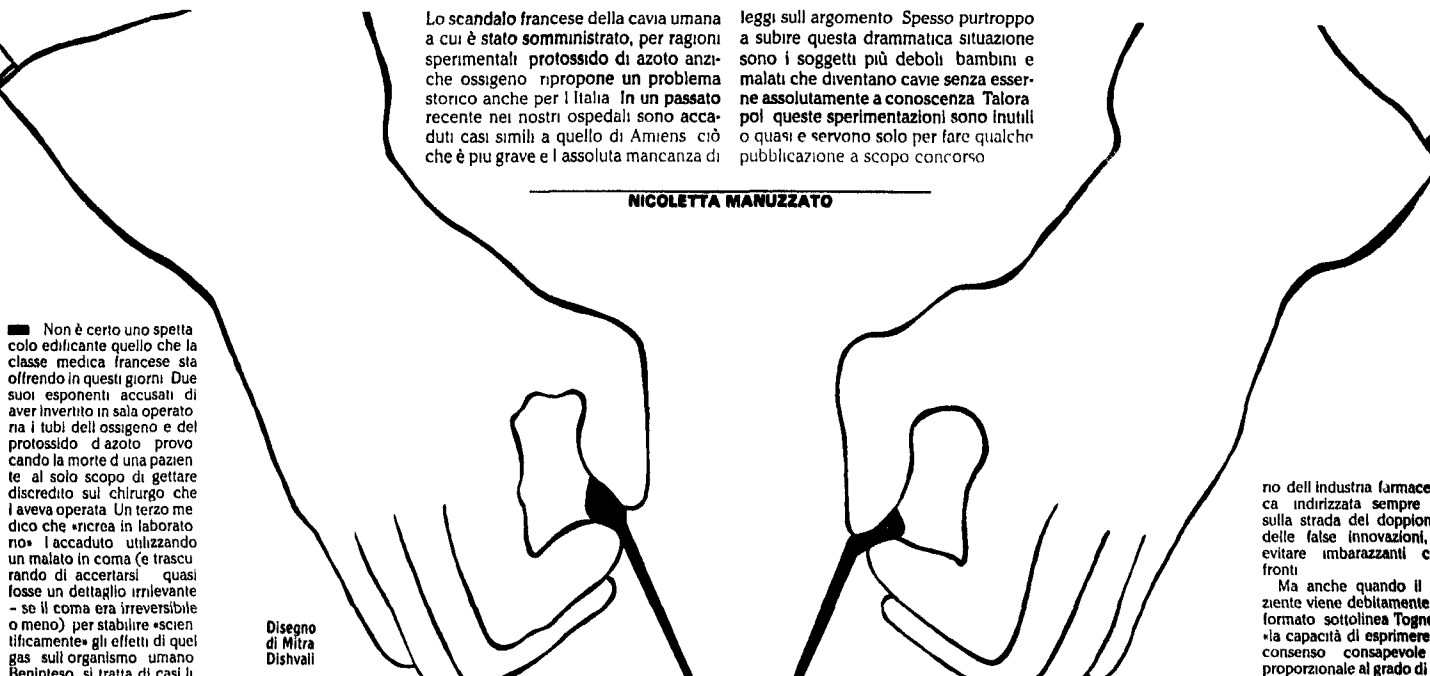 Lo scandalo francese della cavia umana
a cui è stato somministrato, per ragioni
sperimentali protossido di azoto anzi-
che ossigeno ripropone un problema
storico anche per l Italia In un passato
recente nei nostri ospedali sono acca-
duti casi simili a quello di Amiens ciò
che è piu grave e l assoluta mancanza di
leggi sull argomento Spesso purtroppo
a subire questa drammatica situazione
sono i soggetti più deboli bambini e
malati che diventano cavie senza esser-
ne assolutamente a conoscenza Talora
poi queste sperimentazioni sono inutili
o quasi e servono solo per fare qualche
pubblicazione a scopo concorso
NICOLETTA MANUZZATO
Non è certo uno spetta
colo edificante quello che la
classe medica francese sta
offrendo in questi giorni Due
suoi esponenti accusati di
aver invertito in sala operato
ria i tubi dell ossigeno e del
protossido d azoto provo
cando la morte d una pazien
te al solo scopo di gettare
discredito sul chirurgo che
l aveva operata Un terzo me
dico che «ricrea in laborato
rio» l accaduto utilizzando
un malato in coma (e trascu
rando di accertarsi quasi
fosse un dettaglio irrilevante
– se il coma era irreversibile
o meno) per stabilire «scien
tificamente» gli effetti di quel
gas sull organismo umano
Beninteso si tratta di casi li
Disegno
di Mitra
Dishvali
rio dell industria farmace
ca indirizzata sempre
sulla strada del doppion
delle false innovazioni,
evitare imbarazzanti c
fronti
Ma anche quando il
ziente viene debitamente
formato sottolinea Togn
«la capacità di esprimere
consenso consapevole
proporzionale al grado di